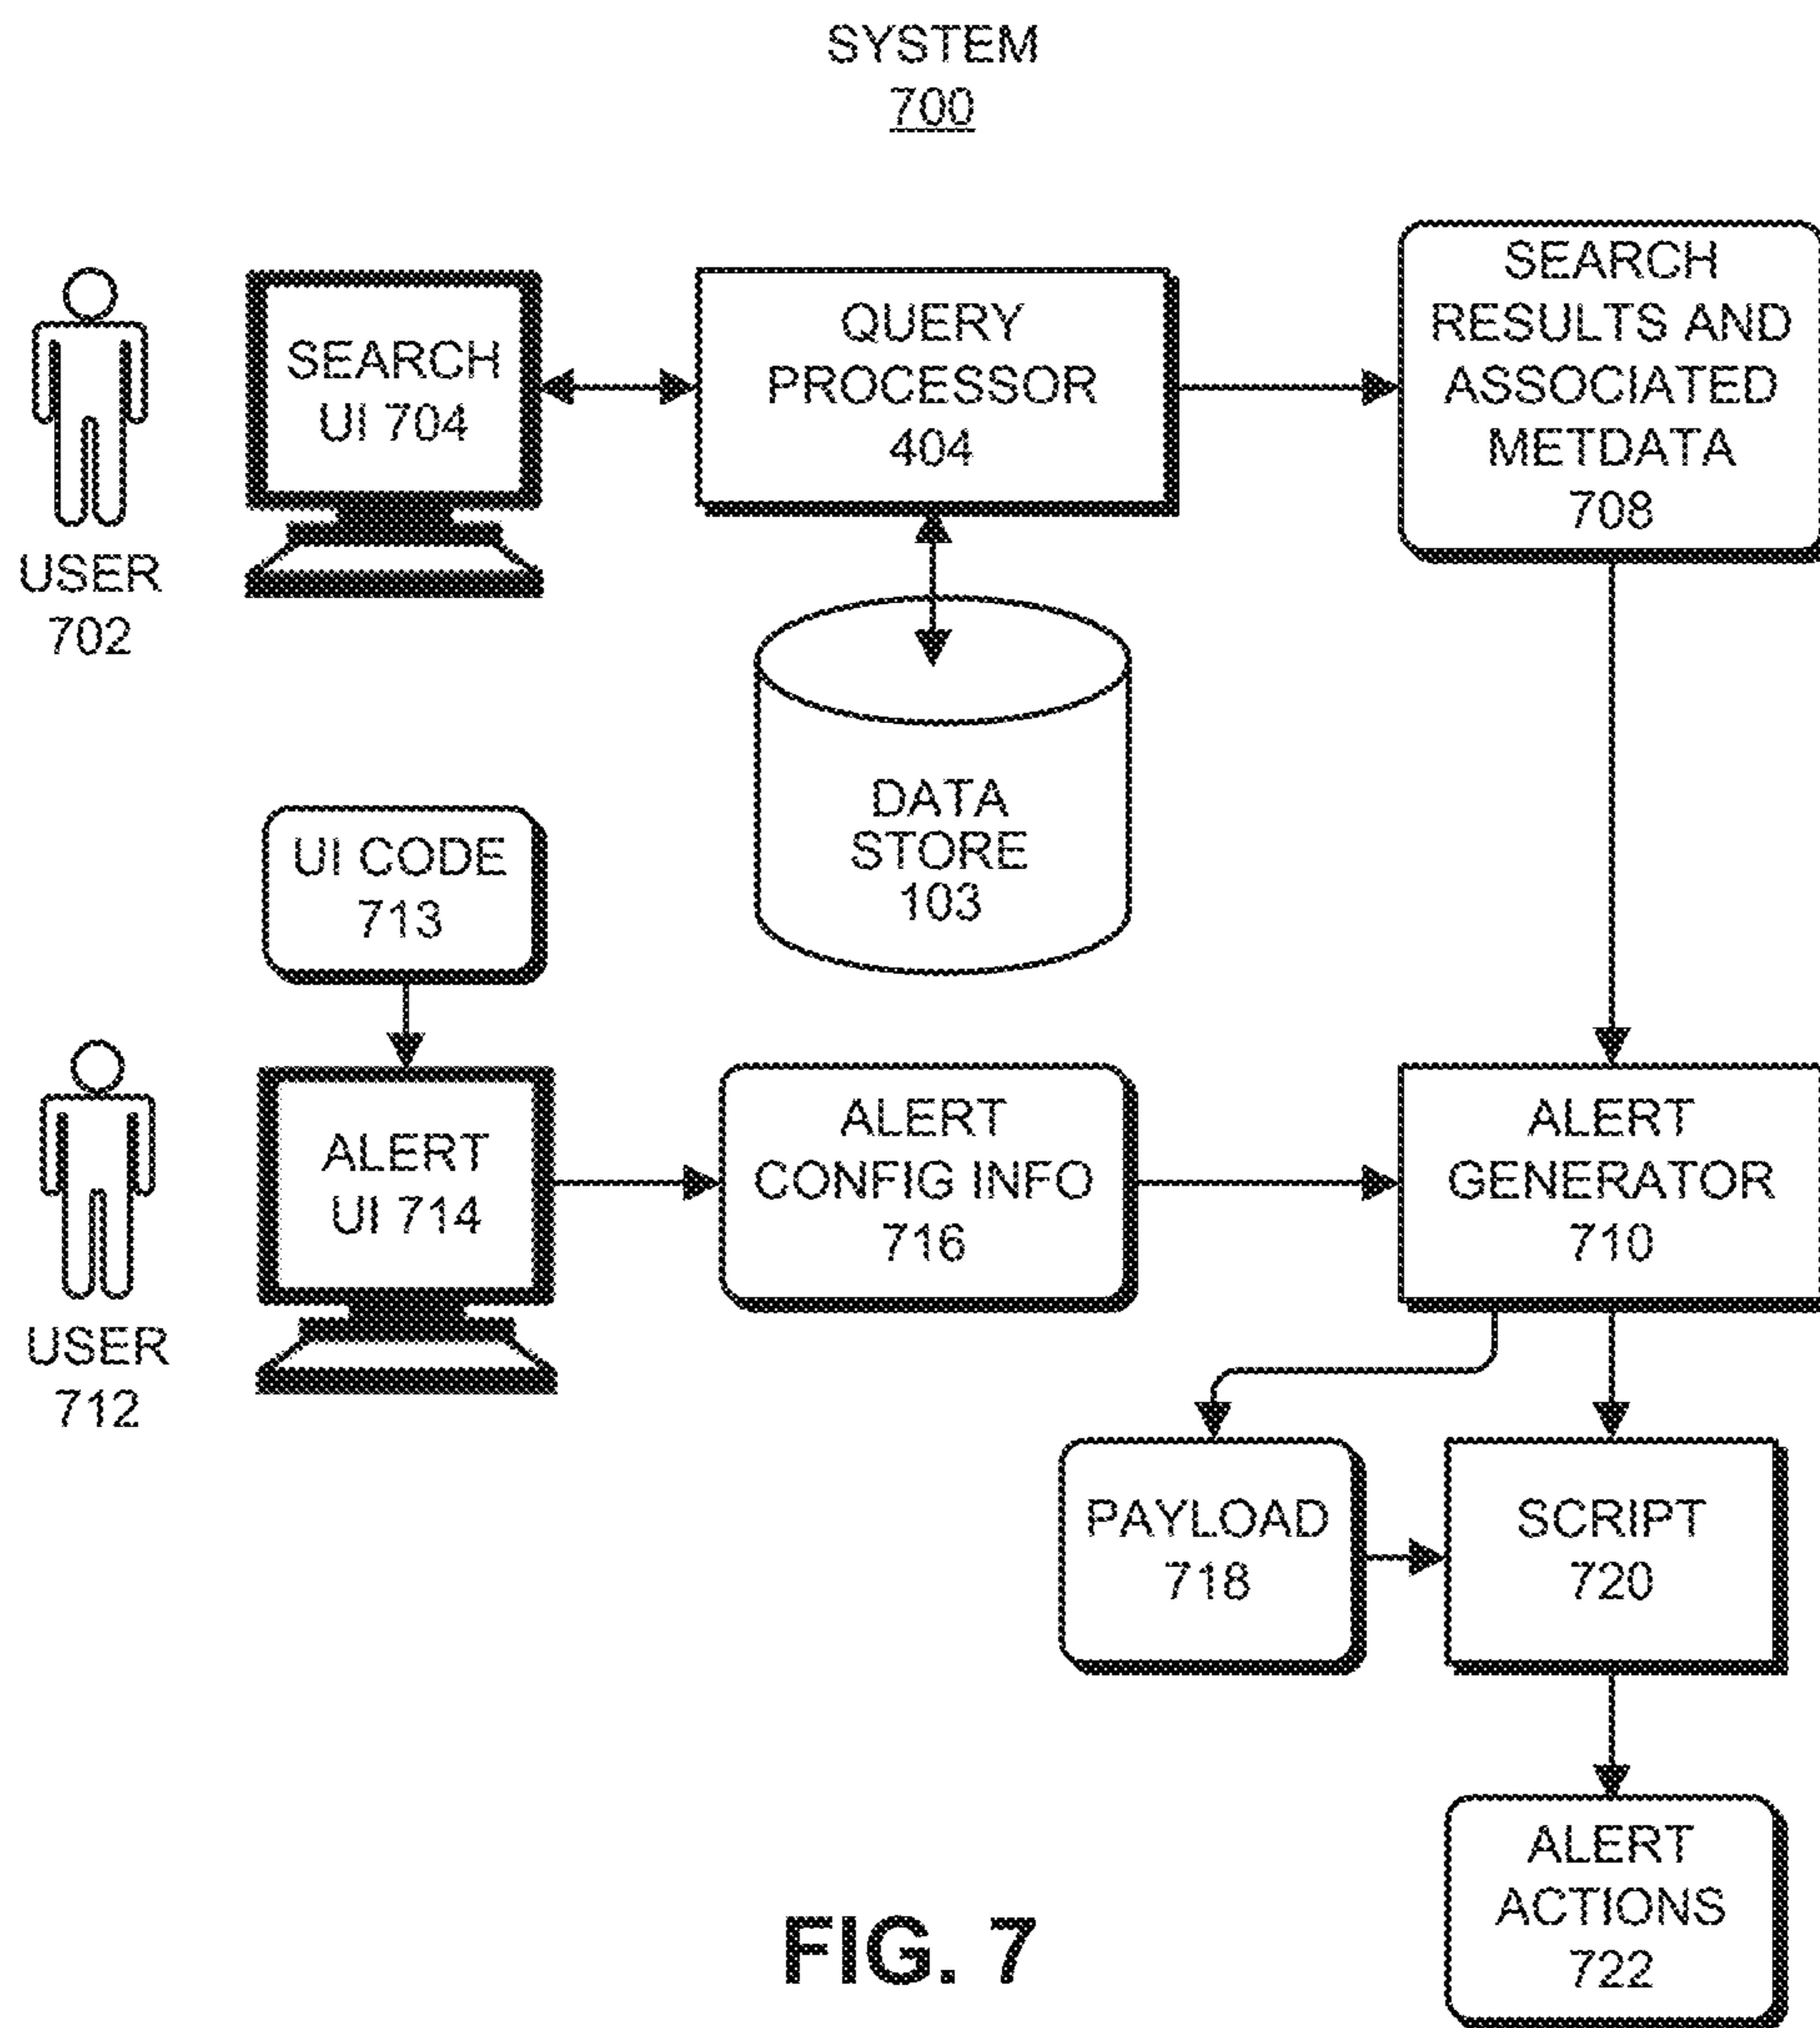 SYSTEM
700
SEARCH
UI 704
QUERY
PROCESSOR
404
SEARCH
RESULTS AND
ASSOCIATED
METDATA
708
USER
702
DATA
STORE
103
UI CODE
713
ALERT
UI 714
ALERT
CONFIG INFO
716
ALERT
GENERATOR
710
USER
712
PAYLOAD
718
SCRIPT
720
ALERT
ACTIONS
722
FIG. 7